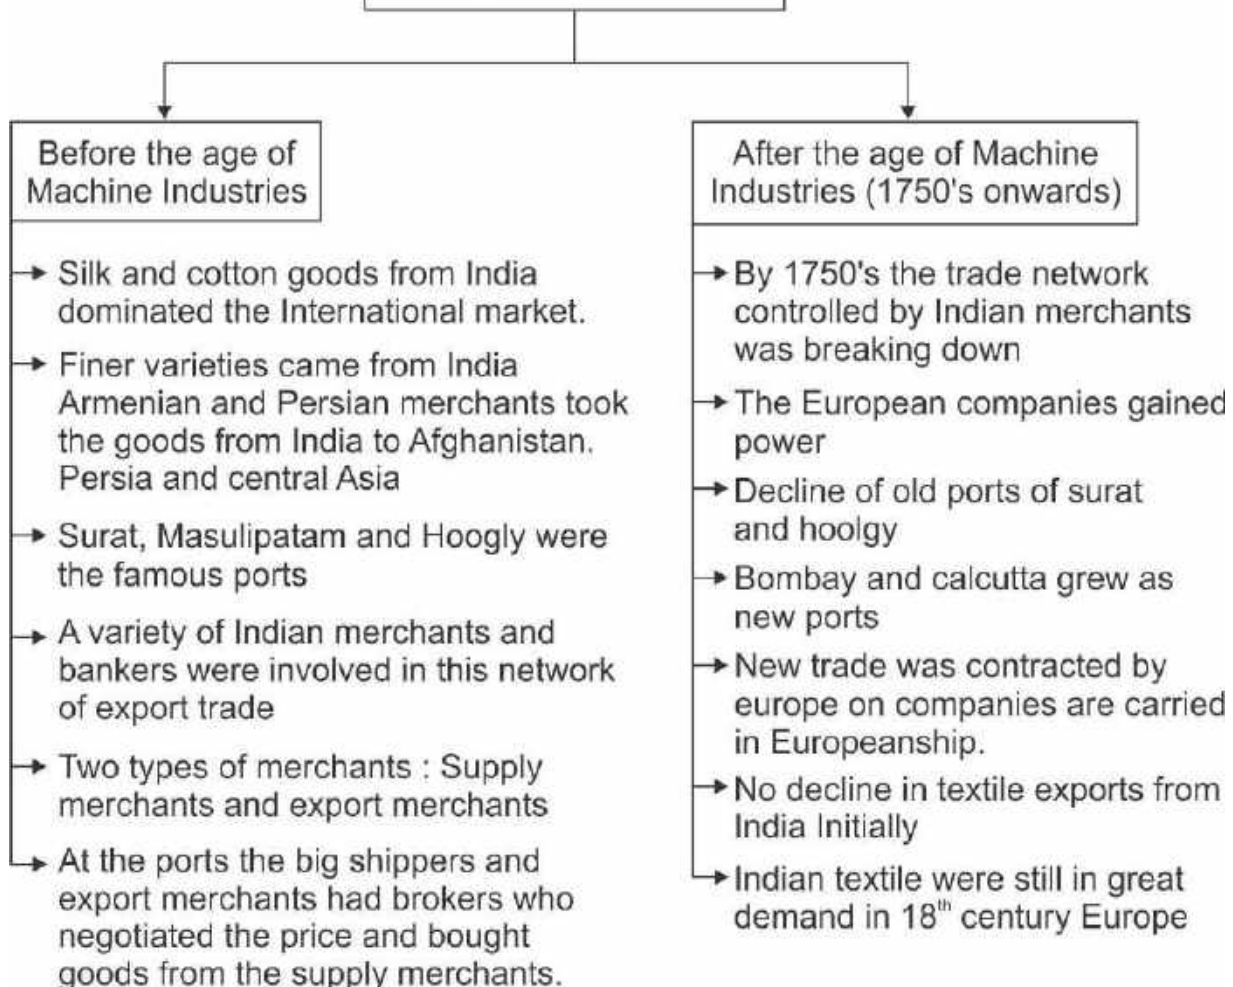 Before the age of
Machine Industries
Silk and cotton goods from India
dominated the International market.
Finer varieties came from India
Armenian and Persian merchants took
the goods from India to Afghanistan.
Persia and central Asia
Surat, Masulipatam and Hoogly were
the famous ports
A variety of Indian merchants and
bankers were involved in this network
of export trade
Two types of merchants : Supply
merchants and export merchants
At the ports the big shippers and
export merchants had brokers who
negotiated the price and bought
goods from the supply merchants.
After the age of Machine
Industries (1750's onwards)
By 1750's the trade network
controlled by Indian merchants
was breaking down
The European companies gained
power
Decline of old ports of surat
and hoolgy
Bombay and calcutta grew as
new ports
New trade was contracted by
europe on companies are carried
in Europeanship.
No decline in textile exports from
India Initially
Indian textile were still in great
demand in 18th century Europe